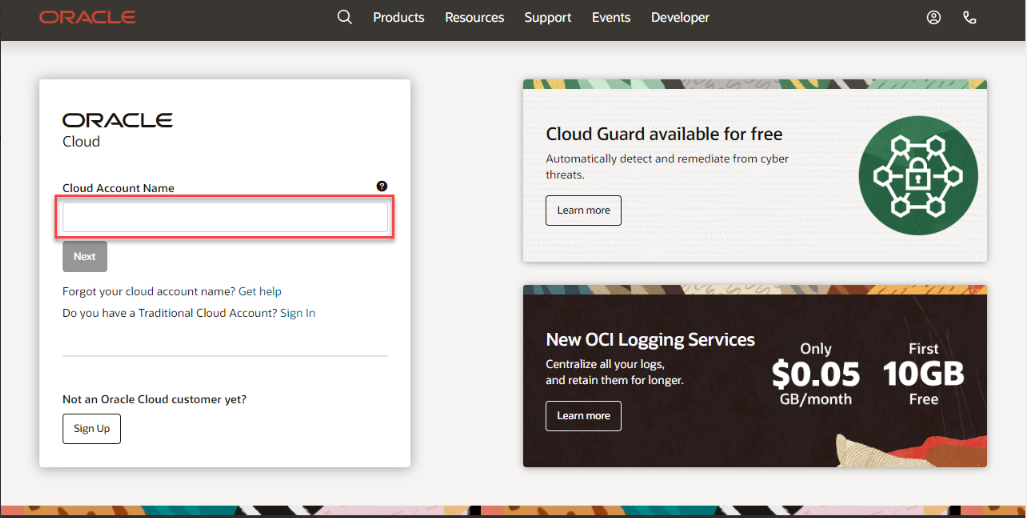 ORACLE
Products Resources Support Events Developer
ORACLE
Cloud
Cloud Account Name
?
Next
Forgot your cloud account name? Get help
Do you have a Traditional Cloud Account? Sign In
Not an Oracle Cloud customer yet?
Sign Up
Cloud Guard available for free
Automatically detect and remediate from cyber
threats.
Learn more
New OCI Logging Services
Centralize all your logs,
and retain them for longer.
Learn more
Only
$0.05
GB/month
First
10GB
Free